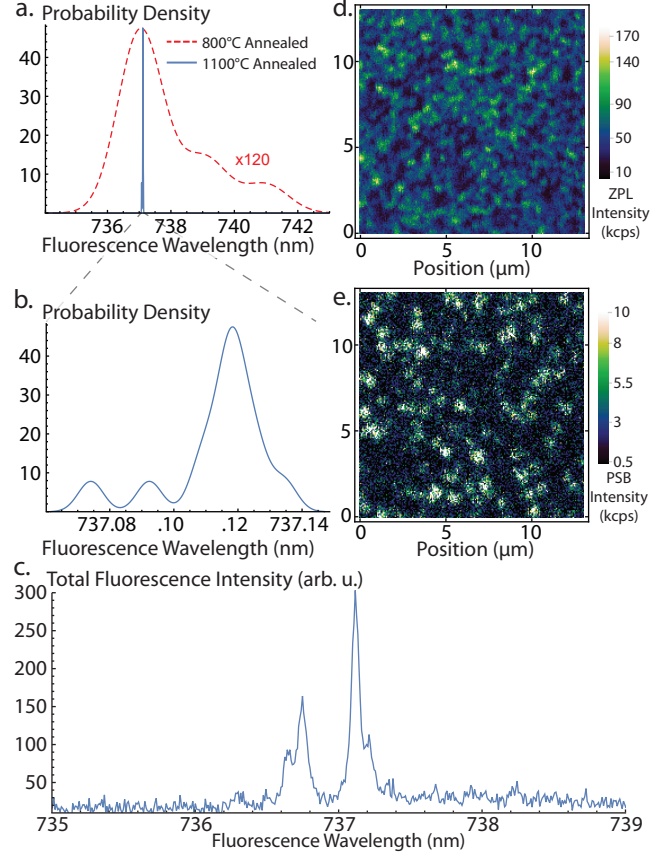 a. Probability Density
40
30
20
10
800°C Annealed
1100°C Annealed
x120
736 738 740 742
Fluorescence Wavelength (nm)
b. Probability Density
40
30
20
10
737.08 .10 .12 737.14
Fluorescence Wavelength (nm)
d.
10
5
0
0 5 10
Position (μm)
170
140
90
50
10
ZPL
Intensity
(kcps)
e.
10
5
0
0 5 10
Position (μm)
10
8
5.5
3
0.5
PSB
Intensity
(kcps)
c.
Total Fluorescence Intensity (arb. u.)
300
250
200
150
100
50
735 736 737 738 739
Fluorescence Wavelength (nm)